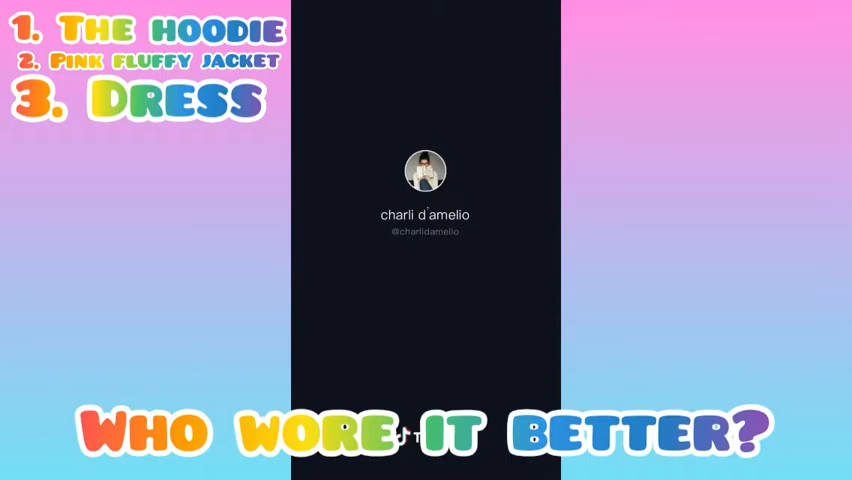 1. The hoodie
2. Pink fluffy jacket
3. Dress
charli d'amelio
@charlidamelio
Who wore it better?